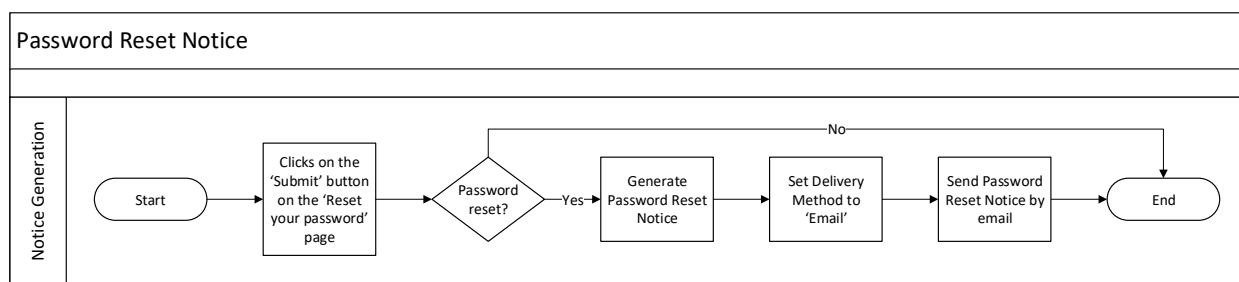 Password Reset Notice
Notice Generation
Start
Clicks on the
‘Submit’ button
on the ‘Reset
your password’
page
Password
reset?
No
Yes
Generate
Password Reset
Notice
Set Delivery
Method to
‘Email’
Send Password
Reset Notice by
email
End